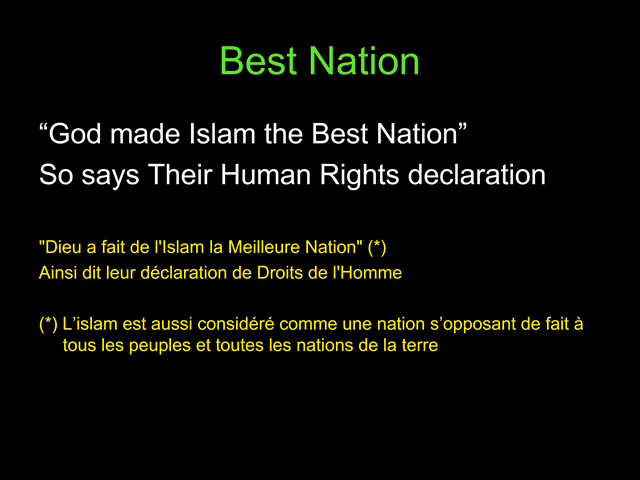 Best Nation
“God made Islam the Best Nation”
So says Their Human Rights declaration
"Dieu a fait de l'Islam la Meilleure Nation" (*)
Ainsi dit leur déclaration de Droits de l'Homme
(*) L’islam est aussi considéré comme une nation s’opposant de fait à
tous les peuples et toutes les nations de la terre